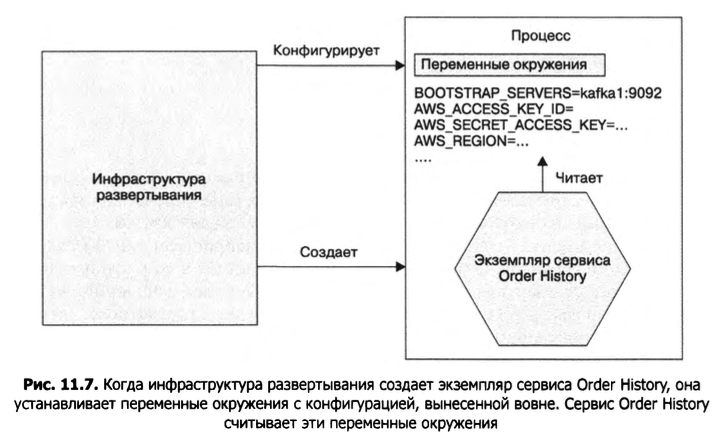 Конфигурирует
Процесс
Переменные окружения
BOOTSTRAP_SERVERS=kafka1:9092
AWS_ACCESS_KEY_ID=
AWS_SECRET_ACCESS_KEY=...
AWS_REGION=...
....
Инфраструктура
развертывания
Читает
Создает
Экземпляр сервиса
Order History
Рис. 11.7. Когда инфраструктура развертывания создает экземпляр сервиса Order History, она
устанавливает переменные окружения с конфигурацией, вынесенной вовне. Сервис Order History
считывает эти переменные окружения